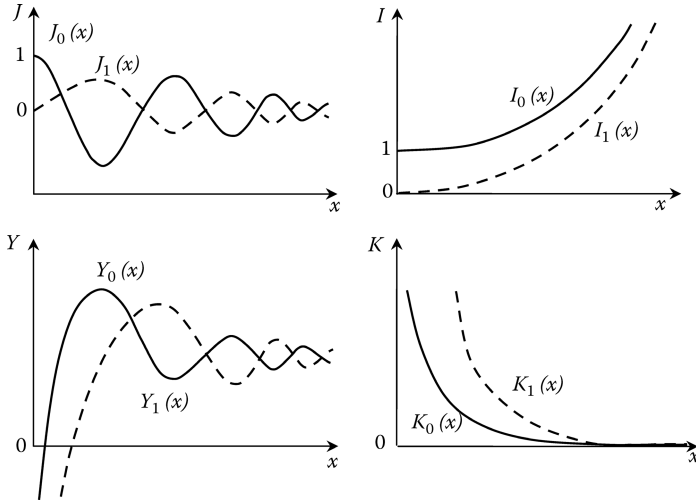 J
J₀ (x)
1
J₁ (x)
0
x
I
I₀ (x)
I₁ (x)
1
0
x
Y
Y₀ (x)
Y₁ (x)
0
x
K
K₁ (x)
K₀ (x)
0
x